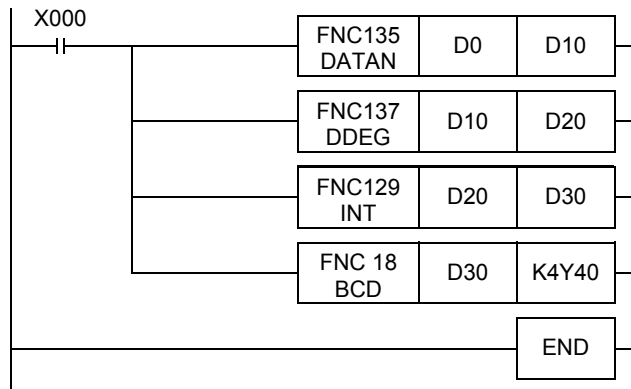 X000
FNC135 DATAN D0 D10
FNC137 DDEG D10 D20
FNC129 INT D20 D30
FNC 18 BCD D30 K4Y40
END